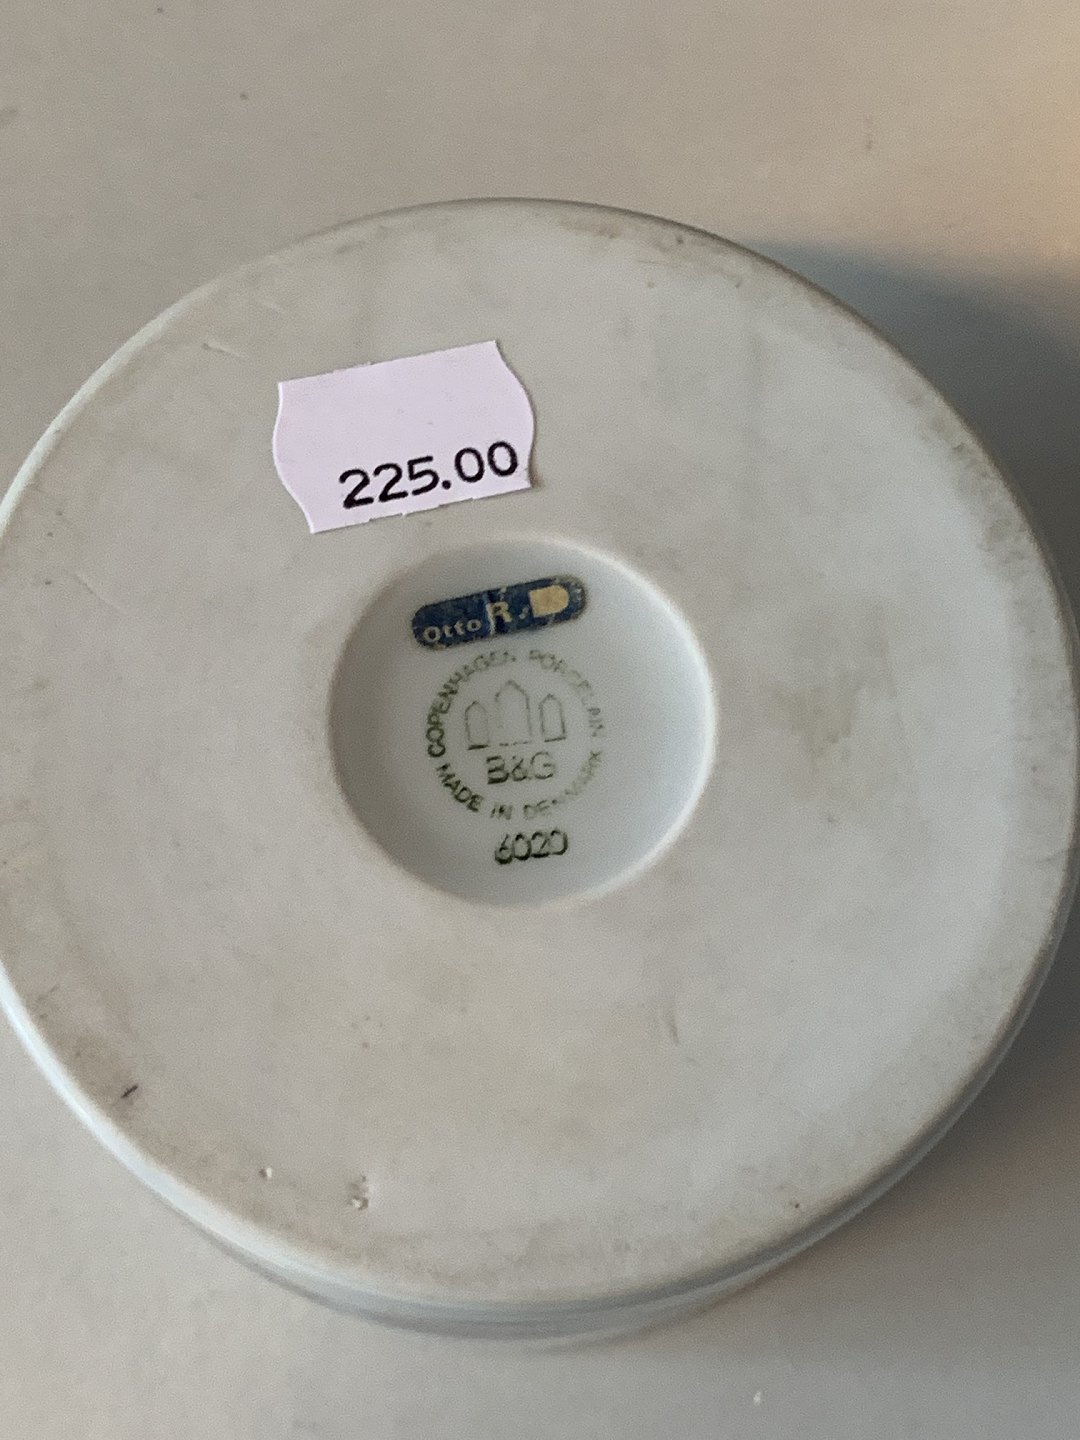 225.00
Otto R.
COPENHAGEN PORCELAIN
B&G
MADE IN DENMARK
6020